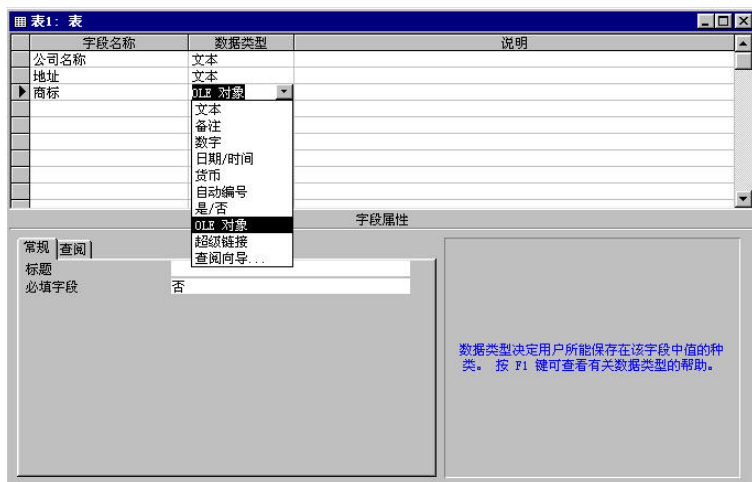 表1: 表
字段名称 数据类型 说明
公司名称 文本
地址 文本
商标 OLE 对象
文本
备注
数字
日期/时间
货币
自动编号
是/否
OLE 对象
超级链接
查阅向导...
字段属性
常规 查阅
标题
必填字段 否
数据类型决定用户所能保存在该字段中值的种
类。 按 F1 键可查看有关数据类型的帮助。